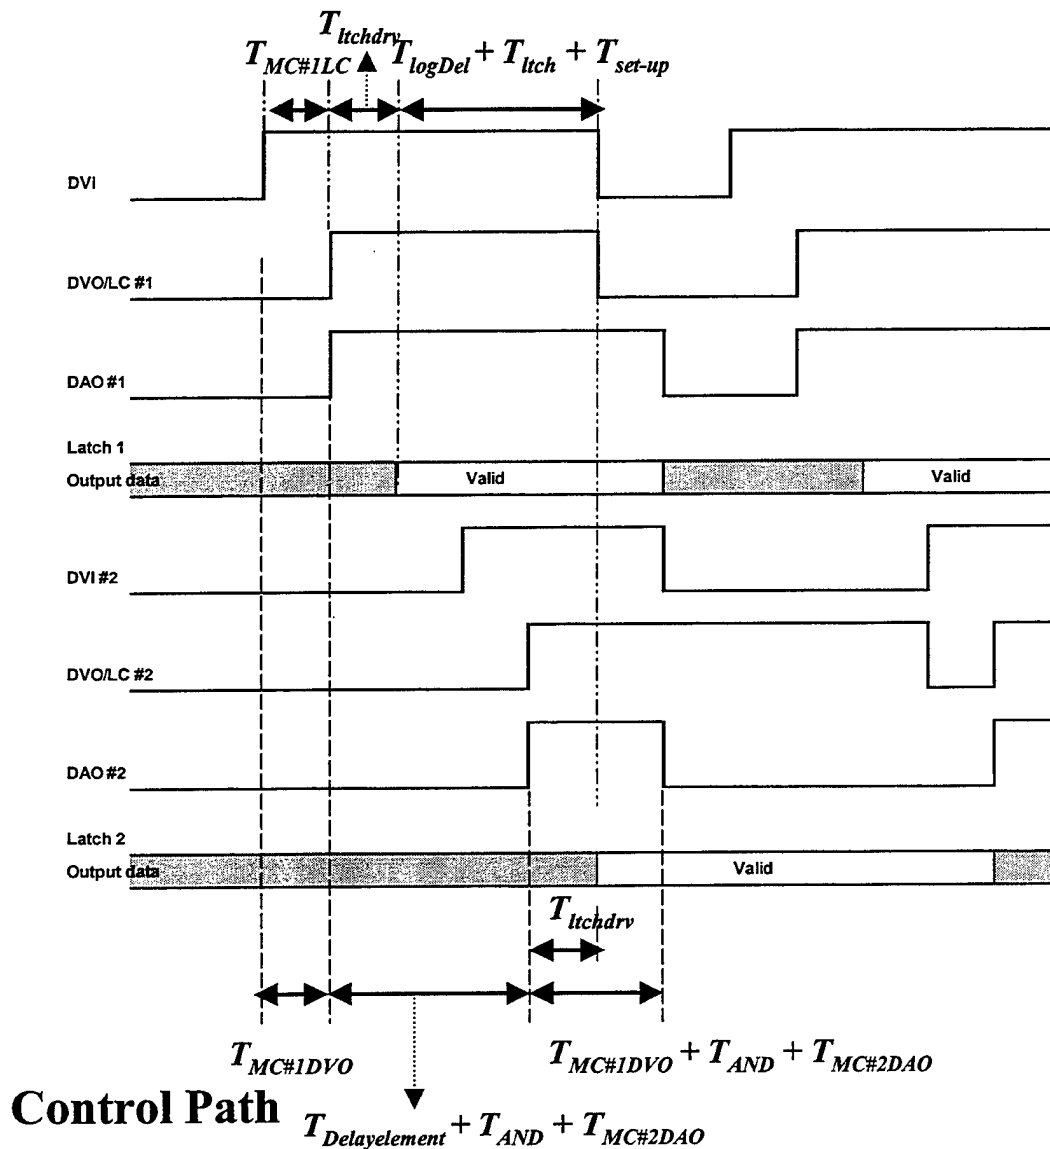 T_ltchdrv
T_MC#1LC T_logDel + T_ltch + T_set-up
DVI
DVO/LC #1
DAO #1
Latch 1
Output data Valid Valid
DVI #2
DVO/LC #2
DAO #2
Latch 2
Output data Valid
T_ltchdrv
T_MC#1DVO T_MC#1DVO + T_AND + T_MC#2DAO
Control Path T_Delayelement + T_AND + T_MC#2DAO